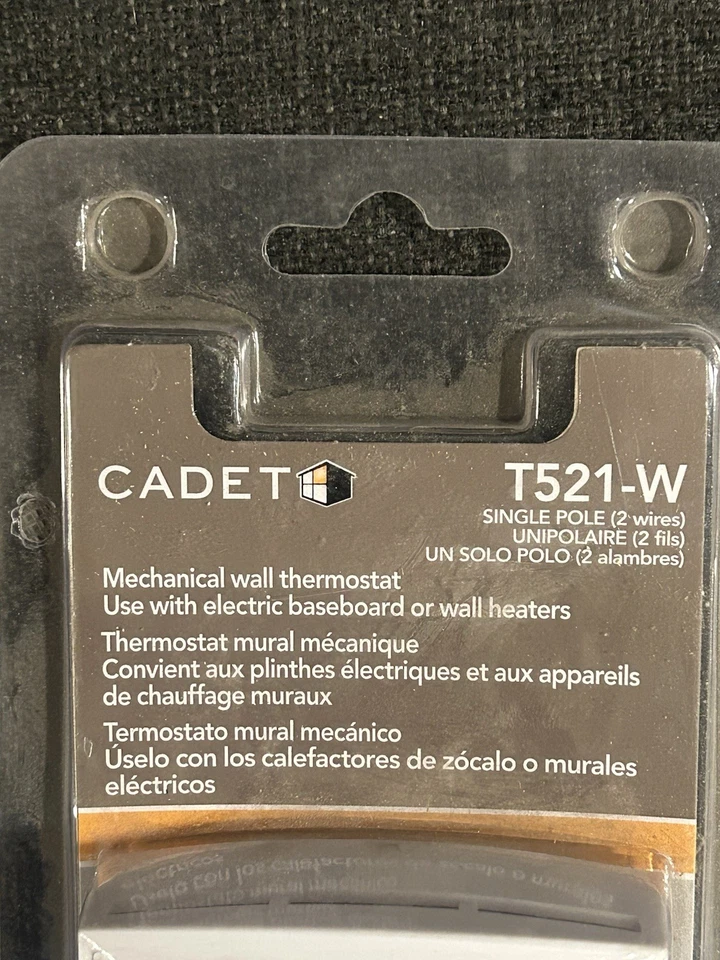 CADET
T521-W
SINGLE POLE (2 wires)
UNIPOLAIRE (2 fils)
UN SOLO POLO (2 alambres)
Mechanical wall thermostat
Use with electric baseboard or wall heaters
Thermostat mural mécanique
Convient aux plinthes électriques et aux appareils
de chauffage muraux
Termostato mural mecánico
Úselo con los calefactores de zócalo o murales
eléctricos